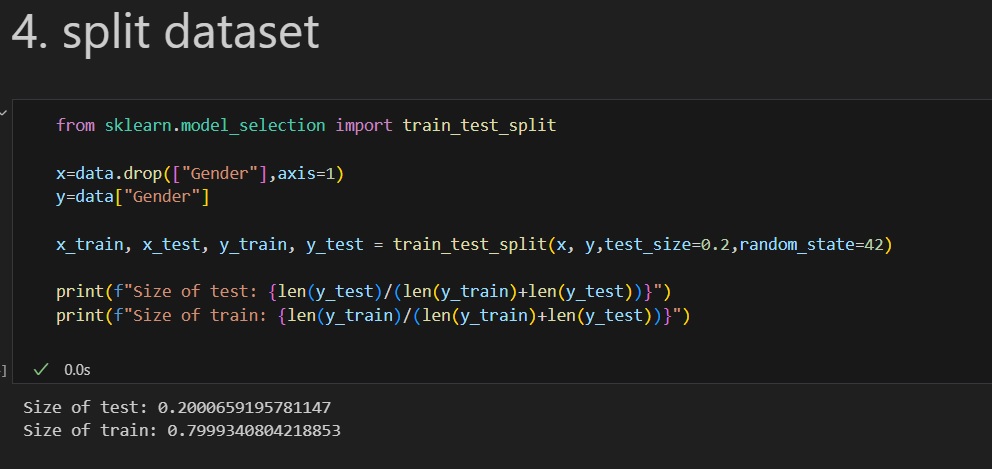 4. split dataset
from sklearn.model_selection import train_test_split
x=data.drop(["Gender"],axis=1)
y=data["Gender"]
x_train, x_test, y_train, y_test = train_test_split(x, y,test_size=0.2,random_state=42)
print(f"Size of test: {len(y_test)/(len(y_train)+len(y_test))}")
print(f"Size of train: {len(y_train)/(len(y_train)+len(y_test))}")
]
0.0s
Size of test: 0.2000659195781147
Size of train: 0.7999340804218853